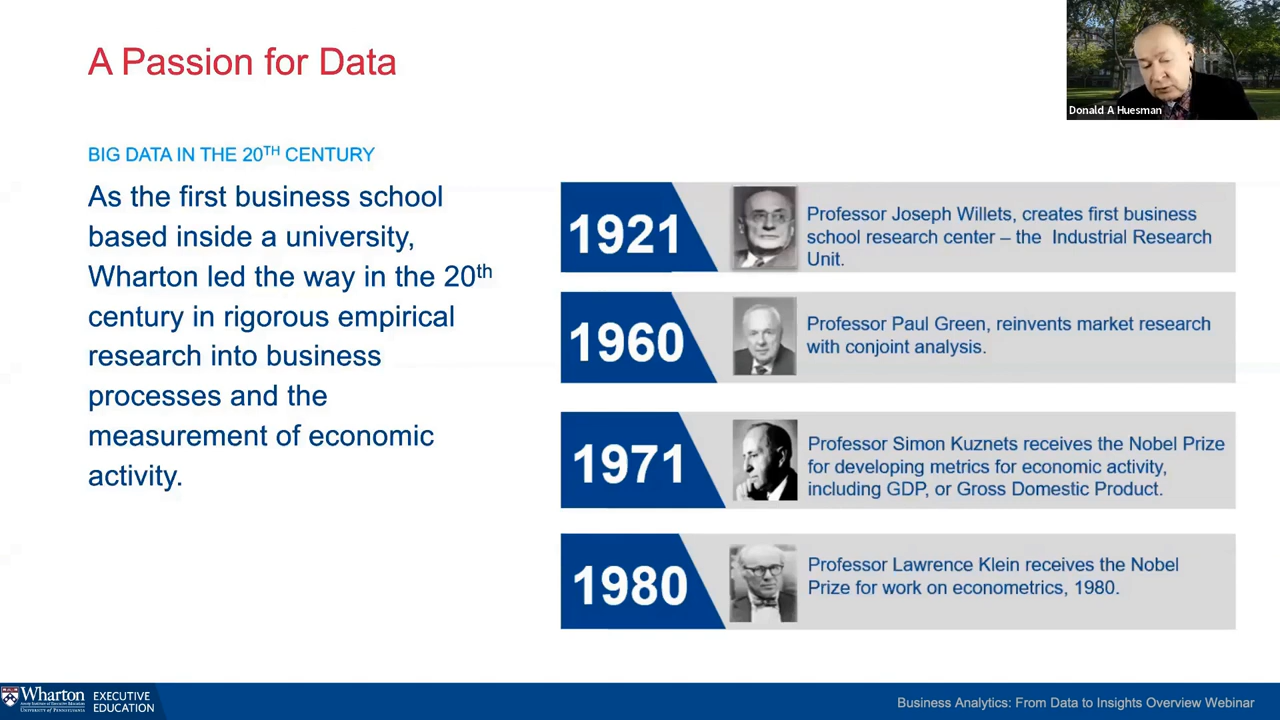 A Passion for Data
Donald A Huesman
BIG DATA IN THE 20TH CENTURY
As the first business school
based inside a university,
Wharton led the way in the 20th
century in rigorous empirical
research into business
processes and the
measurement of economic
activity.
1921
Professor Joseph Willets, creates first business
school research center – the Industrial Research
Unit.
1960
Professor Paul Green, reinvents market research
with conjoint analysis.
1971
Professor Simon Kuznets receives the Nobel Prize
for developing metrics for economic activity,
including GDP, or Gross Domestic Product.
1980
Professor Lawrence Klein receives the Nobel
Prize for work on econometrics, 1980.
Wharton
UNIVERSITY of PENNSYLVANIA
EXECUTIVE
EDUCATION
Business Analytics: From Data to Insights Overview Webinar